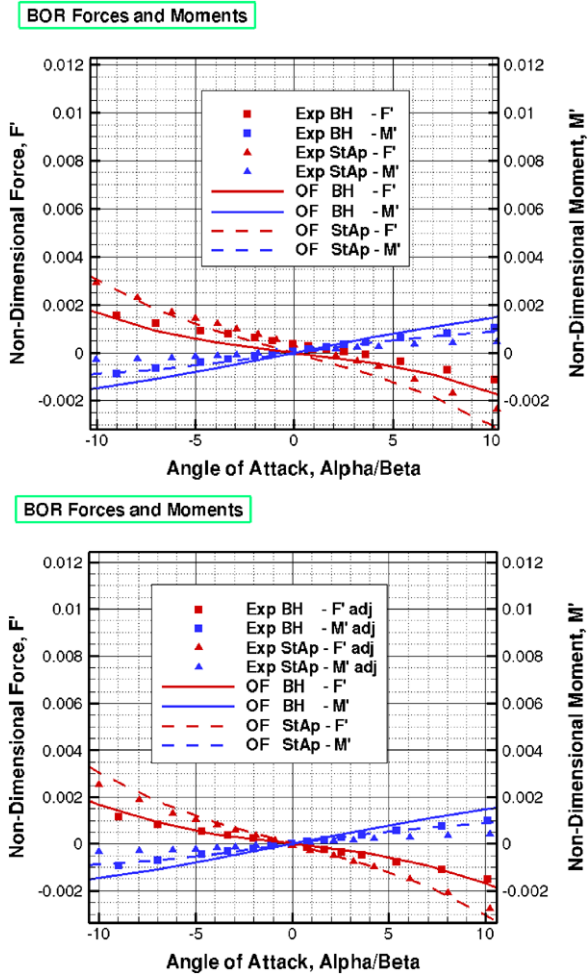 BOR Forces and Moments
0.012
0.01
0.008
0.006
0.004
0.002
0
-0.002
Non-Dimensional Force, F'
Exp BH - F'
Exp BH - M'
Exp StAp - F'
Exp StAp - M'
OF BH - F'
OF BH - M'
OF StAp - F'
OF StAp - M'
0.012
0.01
0.008
0.006
0.004
0.002
0
-0.002
Non-Dimensional Moment, M'
-10 -5 0 5 10
Angle of Attack, Alpha/Beta
BOR Forces and Moments
0.012
0.01
0.008
0.006
0.004
0.002
0
-0.002
Non-Dimensional Force, F'
Exp BH - F' adj
Exp BH - M' adj
Exp StAp - F' adj
Exp StAp - M' adj
OF BH - F'
OF BH - M'
OF StAp - F'
OF StAp - M'
0.012
0.01
0.008
0.006
0.004
0.002
0
-0.002
Non-Dimensional Moment, M'
-10 -5 0 5 10
Angle of Attack, Alpha/Beta